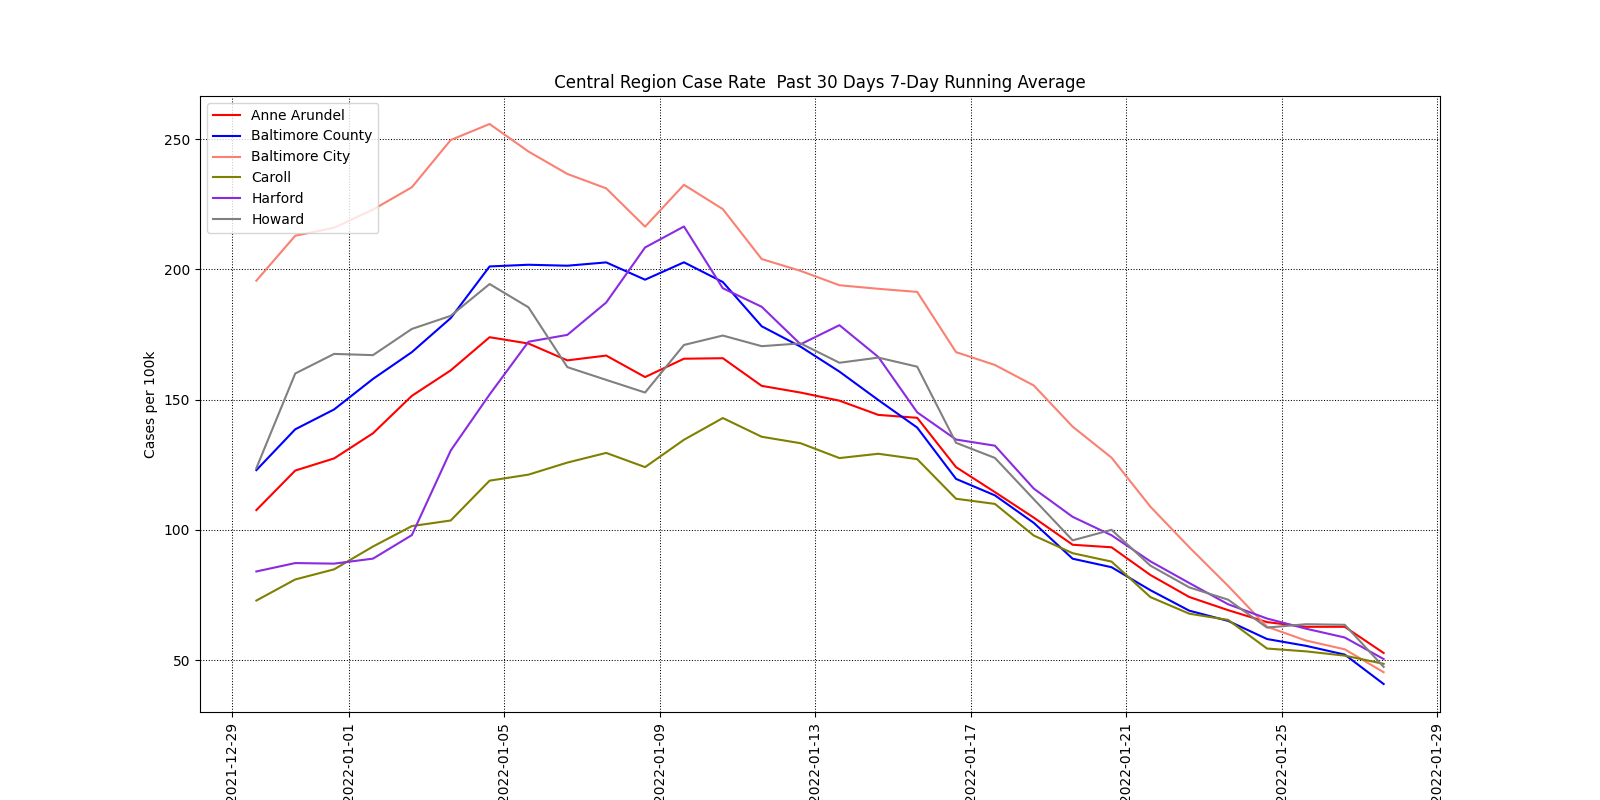 Central Region Case Rate  Past 30 Days 7-Day Running Average
Anne Arundel
Baltimore County
Baltimore City
Caroll
Harford
Howard
Cases per 100k
250
200
150
100
50
2021-12-29
2022-01-01
2022-01-05
2022-01-09
2022-01-13
2022-01-17
2022-01-21
2022-01-25
2022-01-29